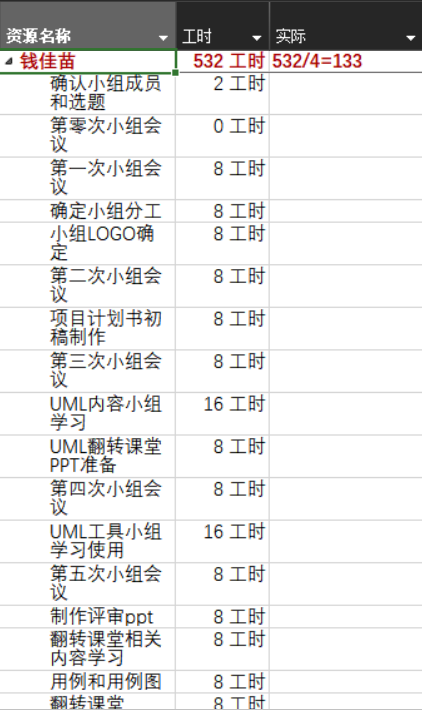 资源名称 工时 实际
钱佳苗 532 工时 532/4=133
确认小组成员 2 工时
和选题
第零次小组会 0 工时
议
第一次小组会 8 工时
议
确定小组分工 8 工时
小组LOGO确 8 工时
定
第二次小组会 8 工时
议
项目计划书初 8 工时
稿制作
第三次小组会 8 工时
议
UML内容小组 16 工时
学习
UML翻转课堂 8 工时
PPT准备
第四次小组会 8 工时
议
UML工具小组 16 工时
学习使用
第五次小组会 8 工时
议
制作评审ppt 8 工时
翻转课堂相关 8 工时
内容学习
用例和用例图 8 工时
翻转课堂 8 工时